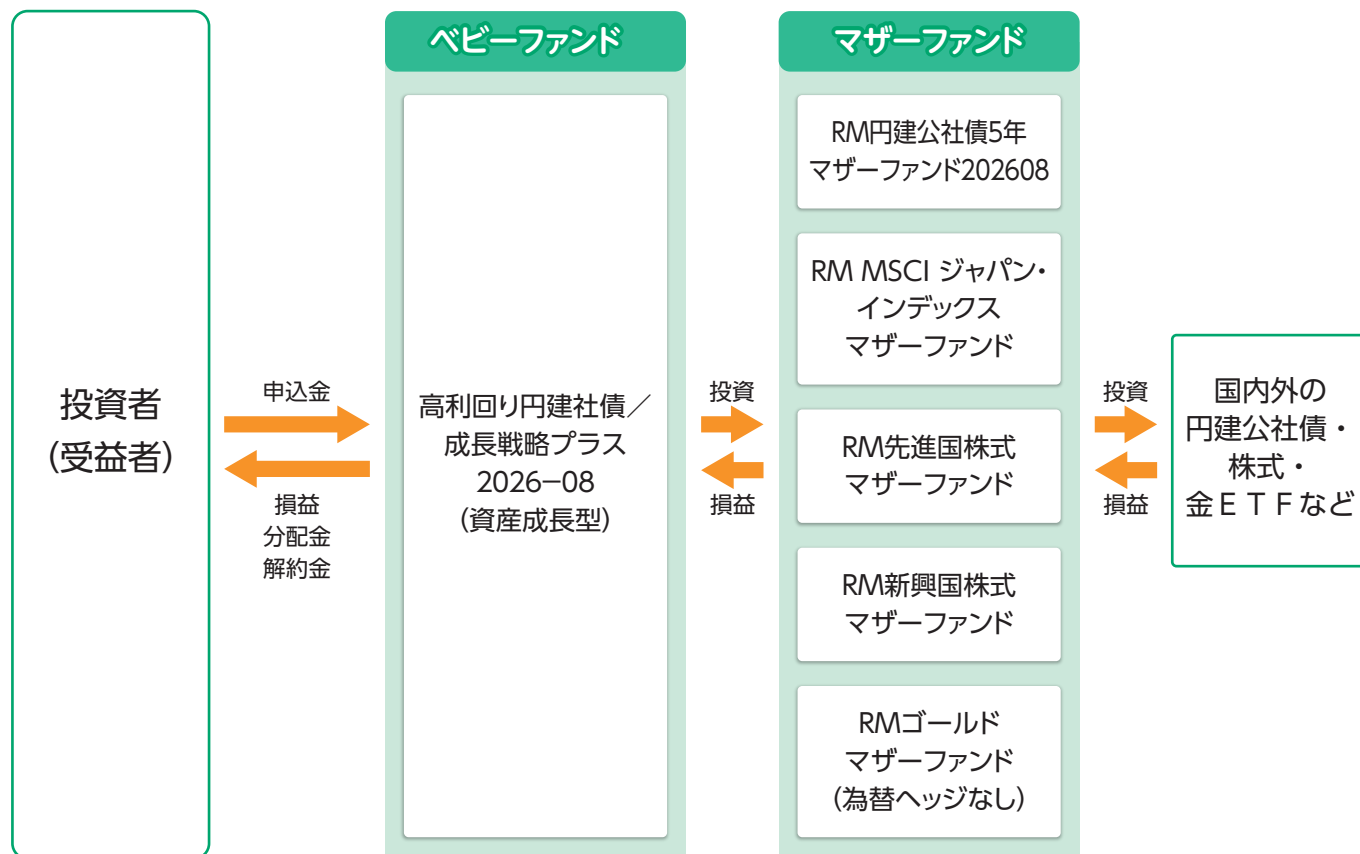 投資者
(受益者)
申込金
損益
分配金
解約金
ベビーファンド
高利回り円建社債／
成長戦略プラス
2026−08
(資産成長型)
投資
損益
マザーファンド
RM円建公社債5年
マザーファンド202608
RM MSCI ジャパン・
インデックス
マザーファンド
RM先進国株式
マザーファンド
RM新興国株式
マザーファンド
RMゴールド
マザーファンド
(為替ヘッジなし)
投資
損益
国内外の
円建公社債・
株式・
金ＥＴＦなど